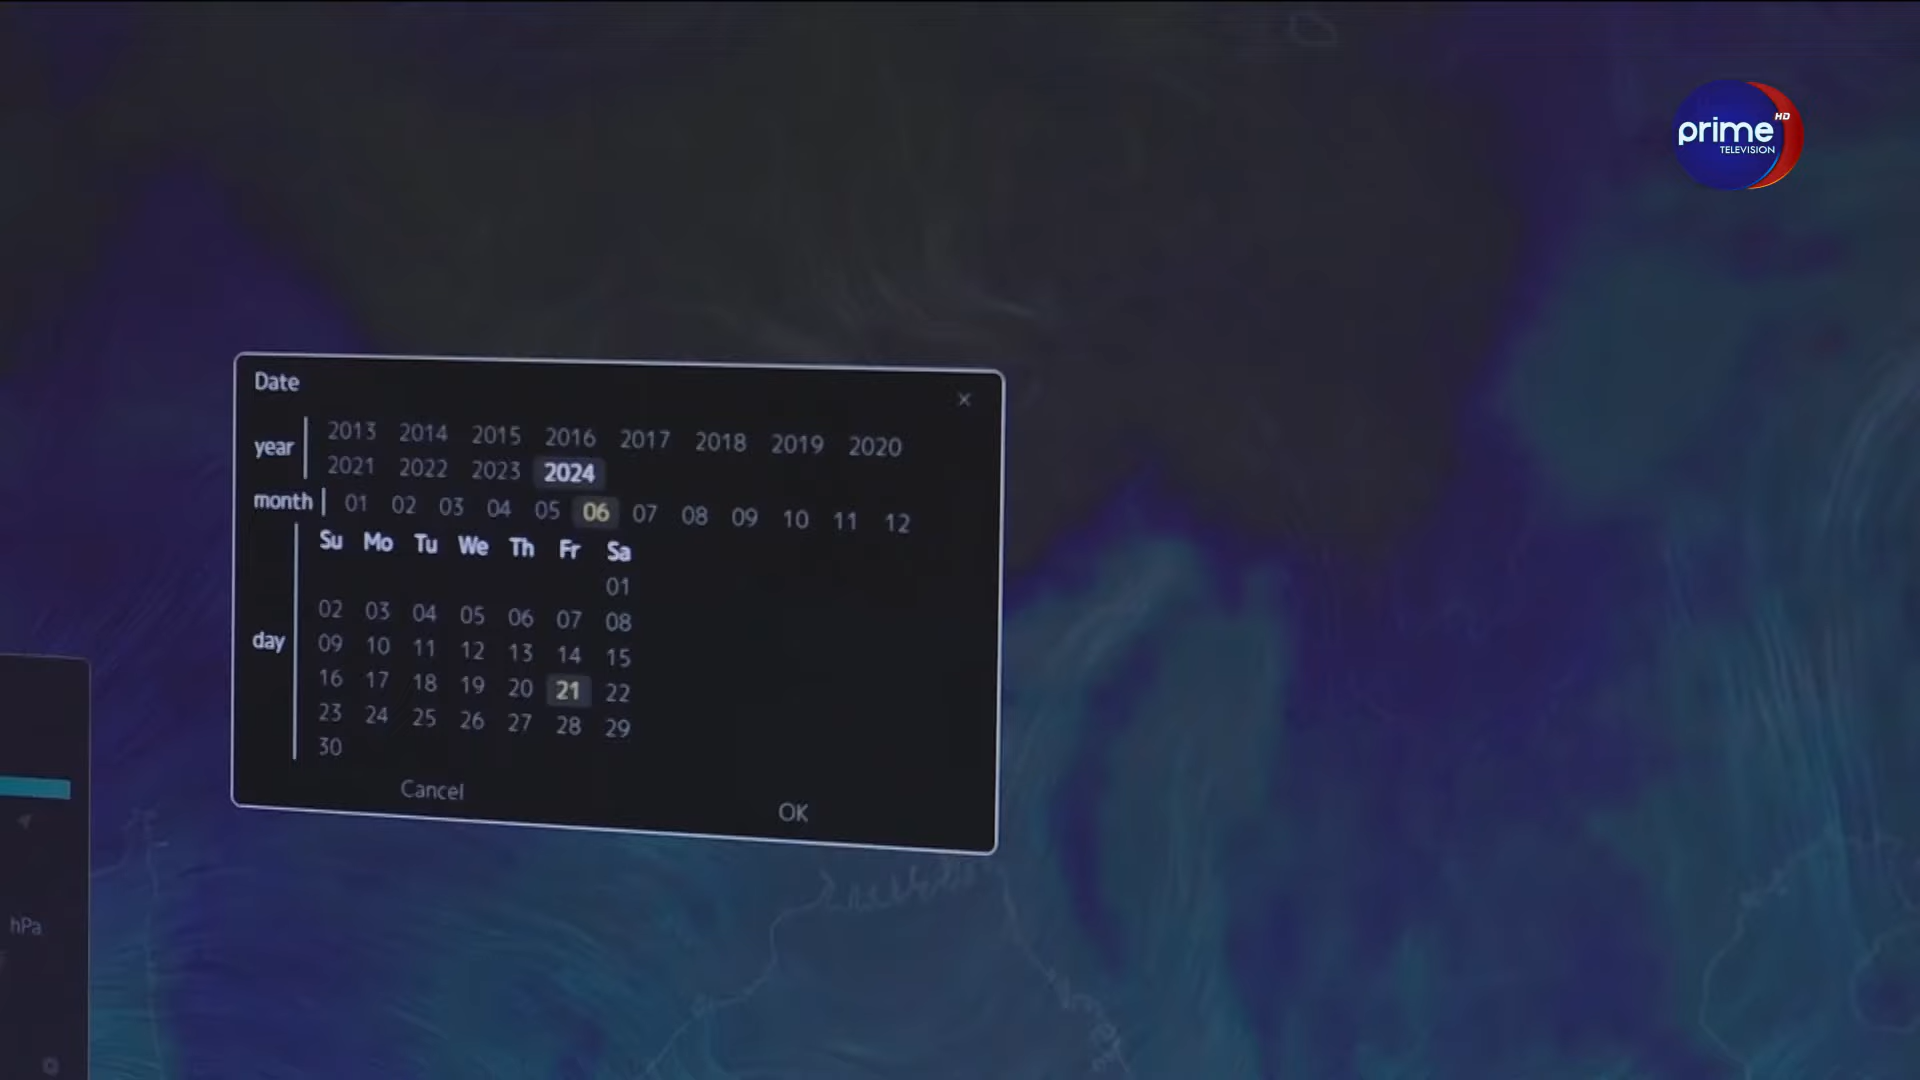 prime HD
TELEVISION
Date ×
year
2013 2014 2015 2016 2017 2018 2019 2020
2021 2022 2023 2024
month 01 02 03 04 05 06 07 08 09 10 11 12
Su Mo Tu We Th Fr Sa
01
02 03 04 05 06 07 08
day
09 10 11 12 13 14 15
16 17 18 19 20 21 22
23 24 25 26 27 28 29
30
Cancel OK
hPa